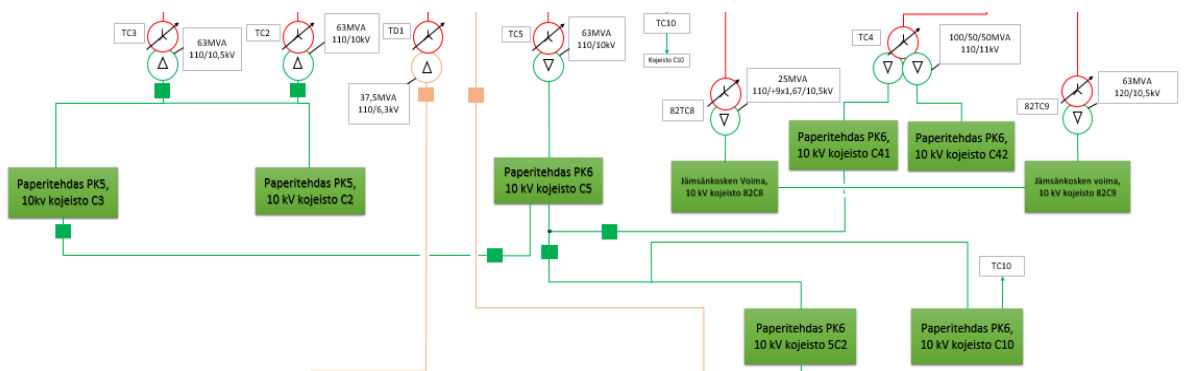 TC3
63MVA
110/10,5kV
TC2
63MVA
110/10kV
TD1
37,5MVA
110/6,3kV
TC5
63MVA
110/10kV
TC10
Kojeisto C10
82TC8
25MVA
110/+9x1,67/10,5kV
TC4
100/50/50MVA
110/11kV
82TC9
63MVA
120/10,5kV
Paperitehdas PK5,
10kv kojeisto C3
Paperitehdas PK5,
10 kV kojeisto C2
Paperitehdas PK6
10 kV kojeisto C5
Jämsänkosken Voima,
10 kV kojeisto 82C8
Paperitehdas PK6,
10 kV kojeisto C41
Paperitehdas PK6,
10 kV kojeisto C42
Jämsänkosken voima,
10 kV kojeisto 82C9
TC10
Paperitehdas PK6
10 kV kojeisto 5C2
Paperitehdas PK6,
10 kV kojeisto C10